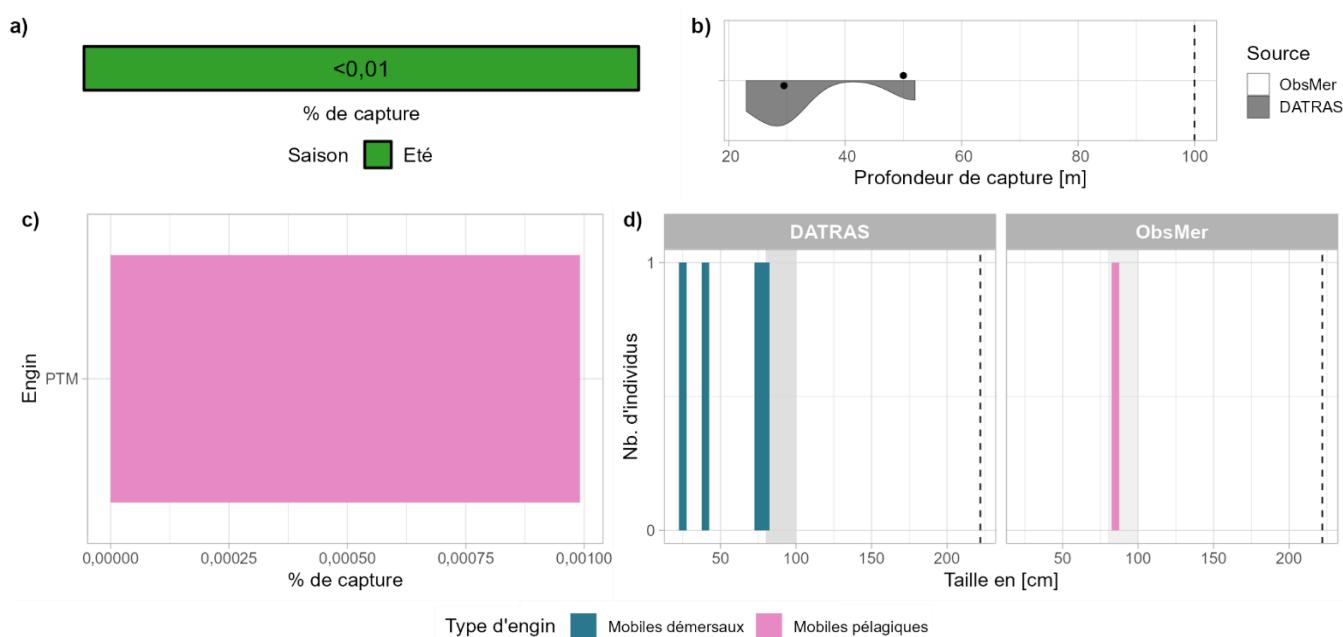 a)
<0,01
% de capture
Saison Eté
b)
20 40 60 80 100
Profondeur de capture [m]
Source
ObsMer
DATRAS
c)
Engin
PTM
0,00000 0,00025 0,00050 0,00075 0,00100
% de capture
d)
DATRAS ObsMer
Nb. d'individus
1
0
50 100 150 200 50 100 150 200
Taille en [cm]
Type d'engin Mobiles démersaux Mobiles pélagiques